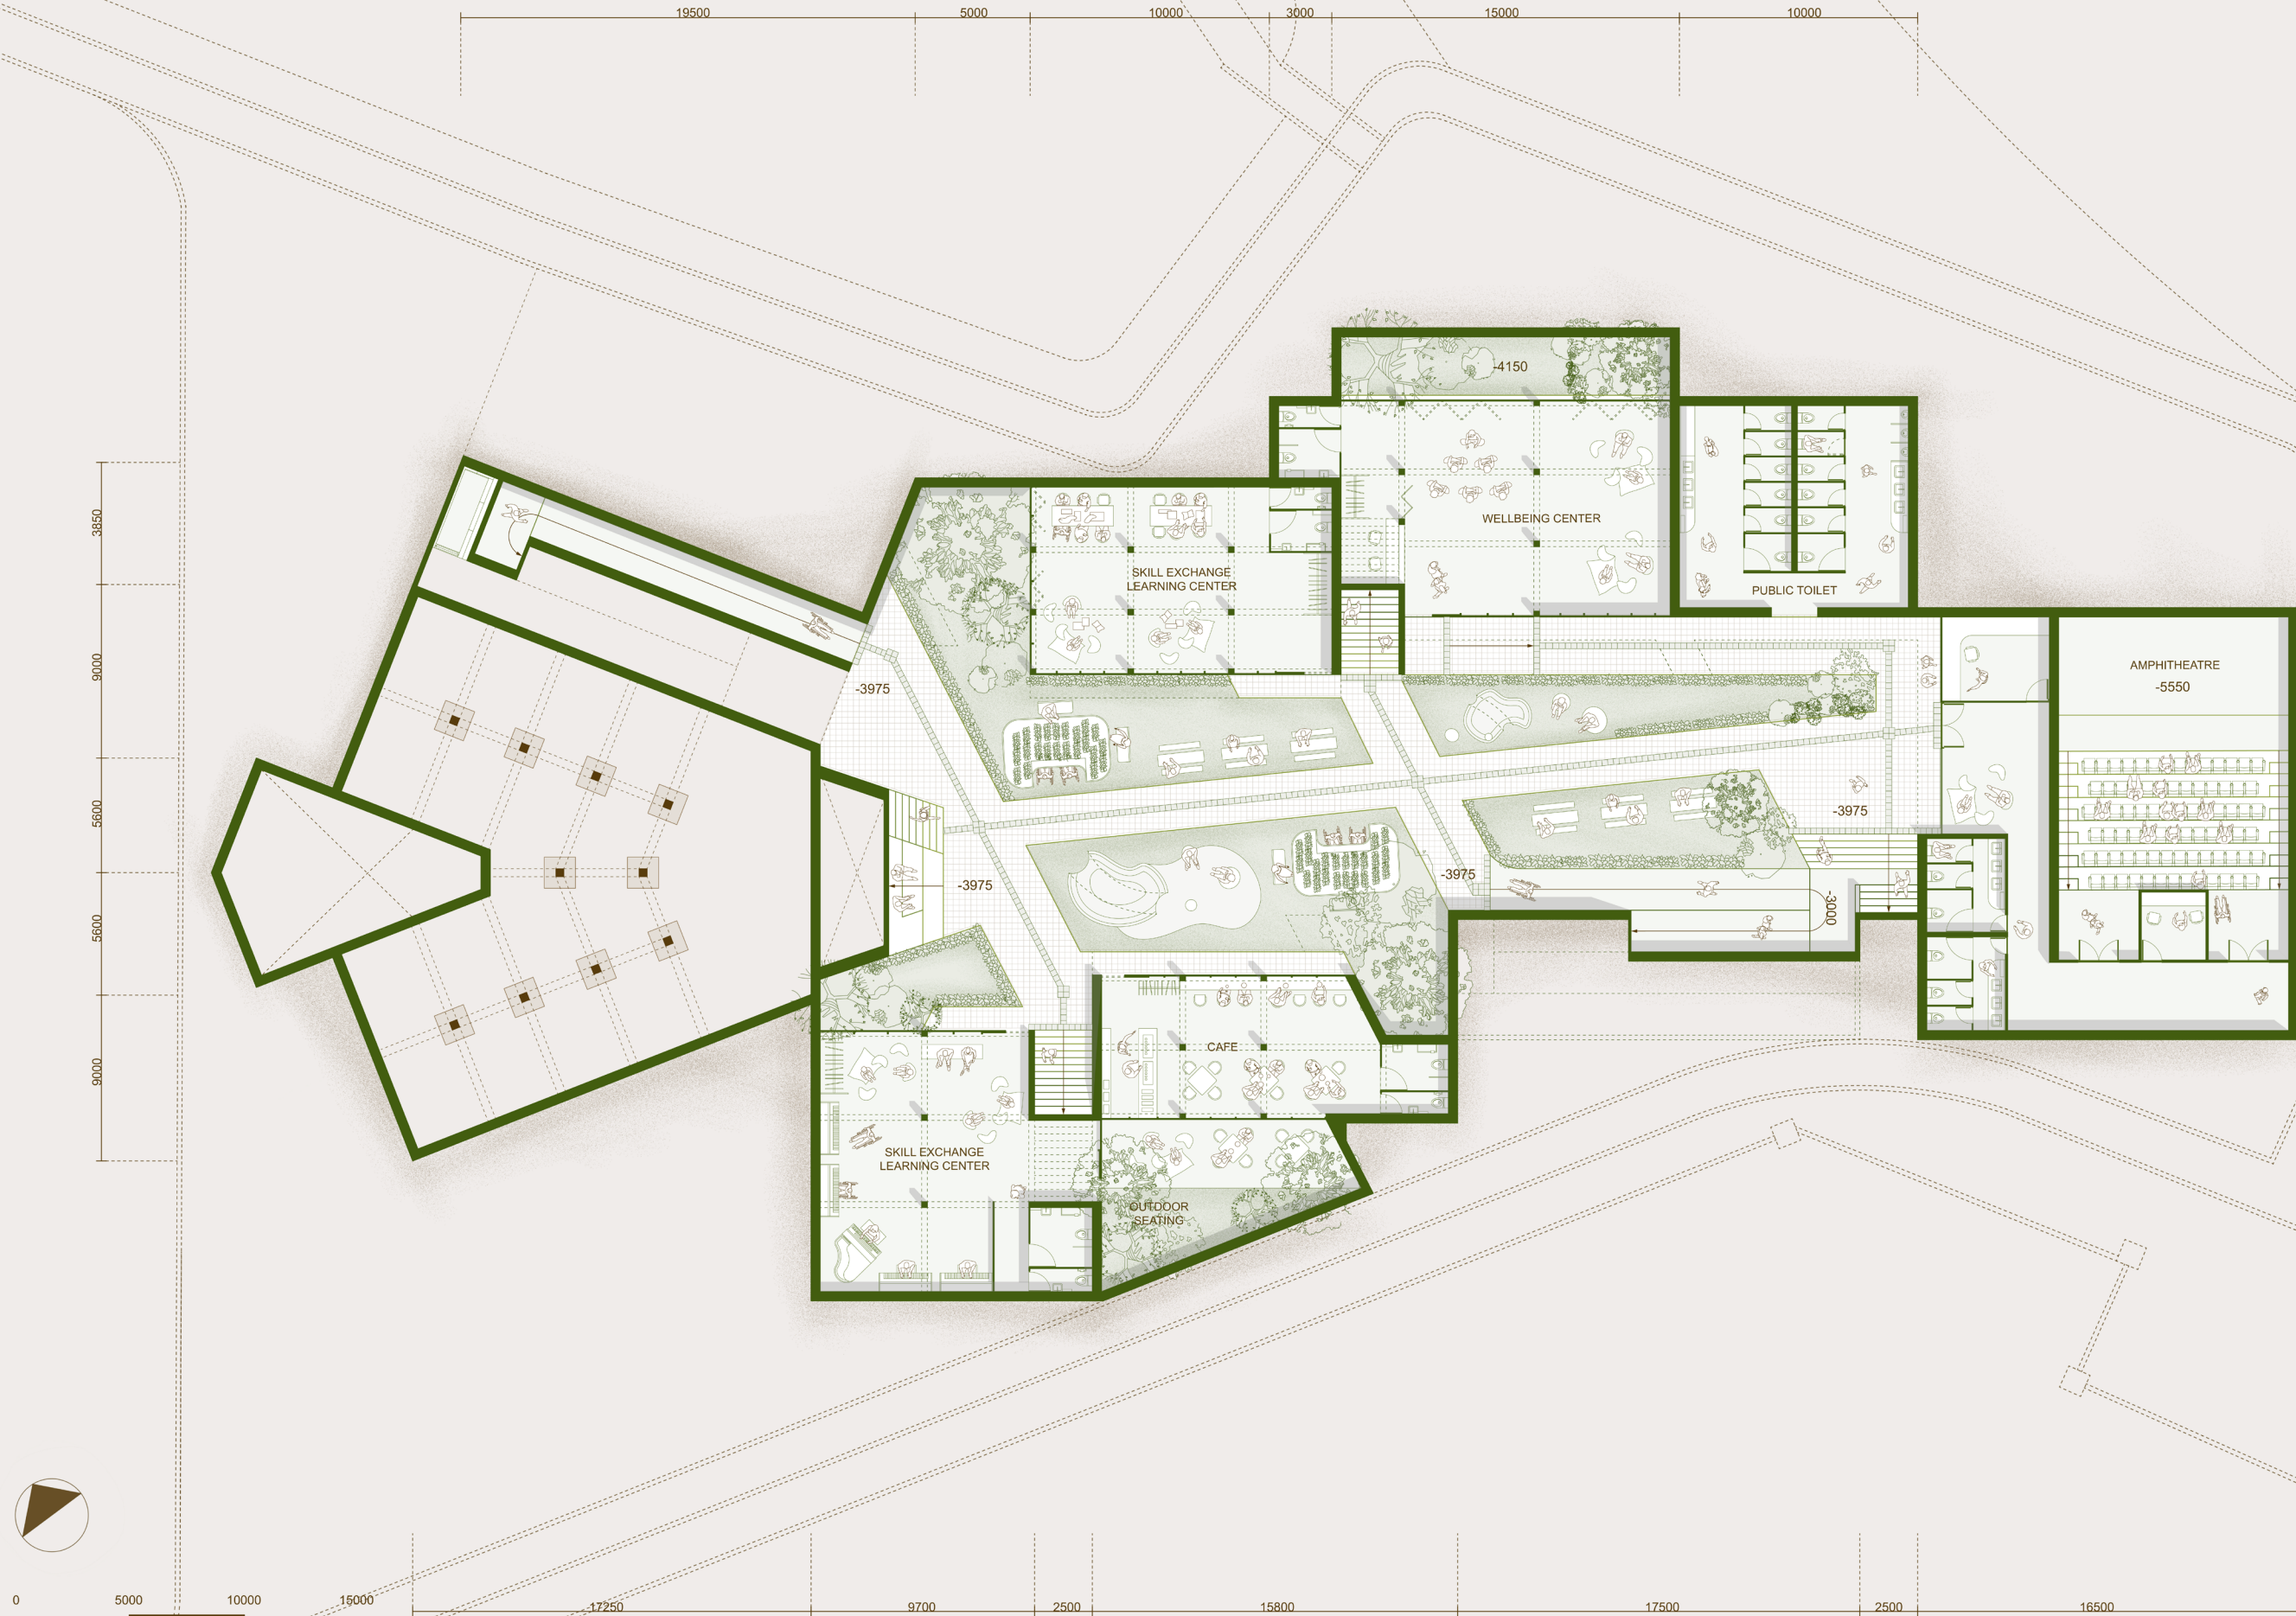 19500 5000 10000 3000 15000 10000
-4150
3850
9000
5600
5600
9000
WELLBEING CENTER
SKILL EXCHANGE
LEARNING CENTER
PUBLIC TOILET
AMPHITHEATRE
-5550
-3975
-3975
-3975
-3975
-3000
CAFE
SKILL EXCHANGE
LEARNING CENTER
OUTDOOR
SEATING
0 5000 10000 15000
17250 9700 2500 15800 17500 2500 16500